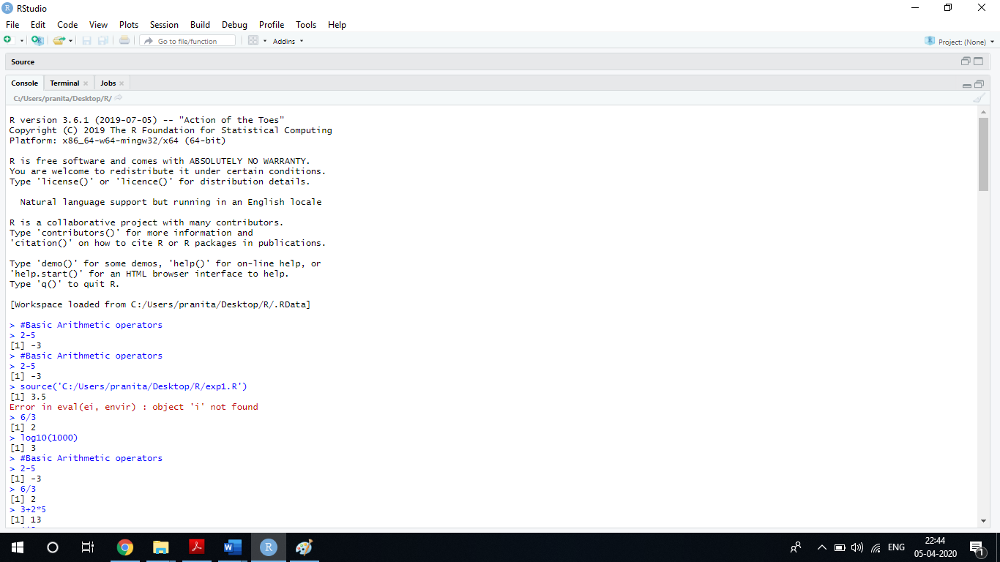 RStudio
File Edit Code View Plots Session Build Debug Profile Tools Help
Go to file/function Addins Project: (None)
Source
Console Terminal Jobs
C:/Users/pranita/Desktop/R/
R version 3.6.1 (2019-07-05) -- "Action of the Toes"
Copyright (C) 2019 The R Foundation for Statistical Computing
Platform: x86_64-w64-mingw32/x64 (64-bit)
R is free software and comes with ABSOLUTELY NO WARRANTY.
You are welcome to redistribute it under certain conditions.
Type 'license()' or 'licence()' for distribution details.
Natural language support but running in an English locale
R is a collaborative project with many contributors.
Type 'contributors()' for more information and
'citation()' on how to cite R or R packages in publications.
Type 'demo()' for some demos, 'help()' for on-line help, or
'help.start()' for an HTML browser interface to help.
Type 'q()' to quit R.
[Workspace loaded from C:/Users/pranita/Desktop/R/.RData]
> #Basic Arithmetic operators
> 2-5
[1] -3
> #Basic Arithmetic operators
> 2-5
[1] -3
> source('C:/Users/pranita/Desktop/R/exp1.R')
[1] 3.5
Error in eval(ei, envir) : object 'i' not found
> 6/3
[1] 2
> log10(1000)
[1] 3
> #Basic Arithmetic operators
> 2-5
[1] -3
> 6/3
[1] 2
> 3+2*5
[1] 13
ENG
22:44
05-04-2020
1